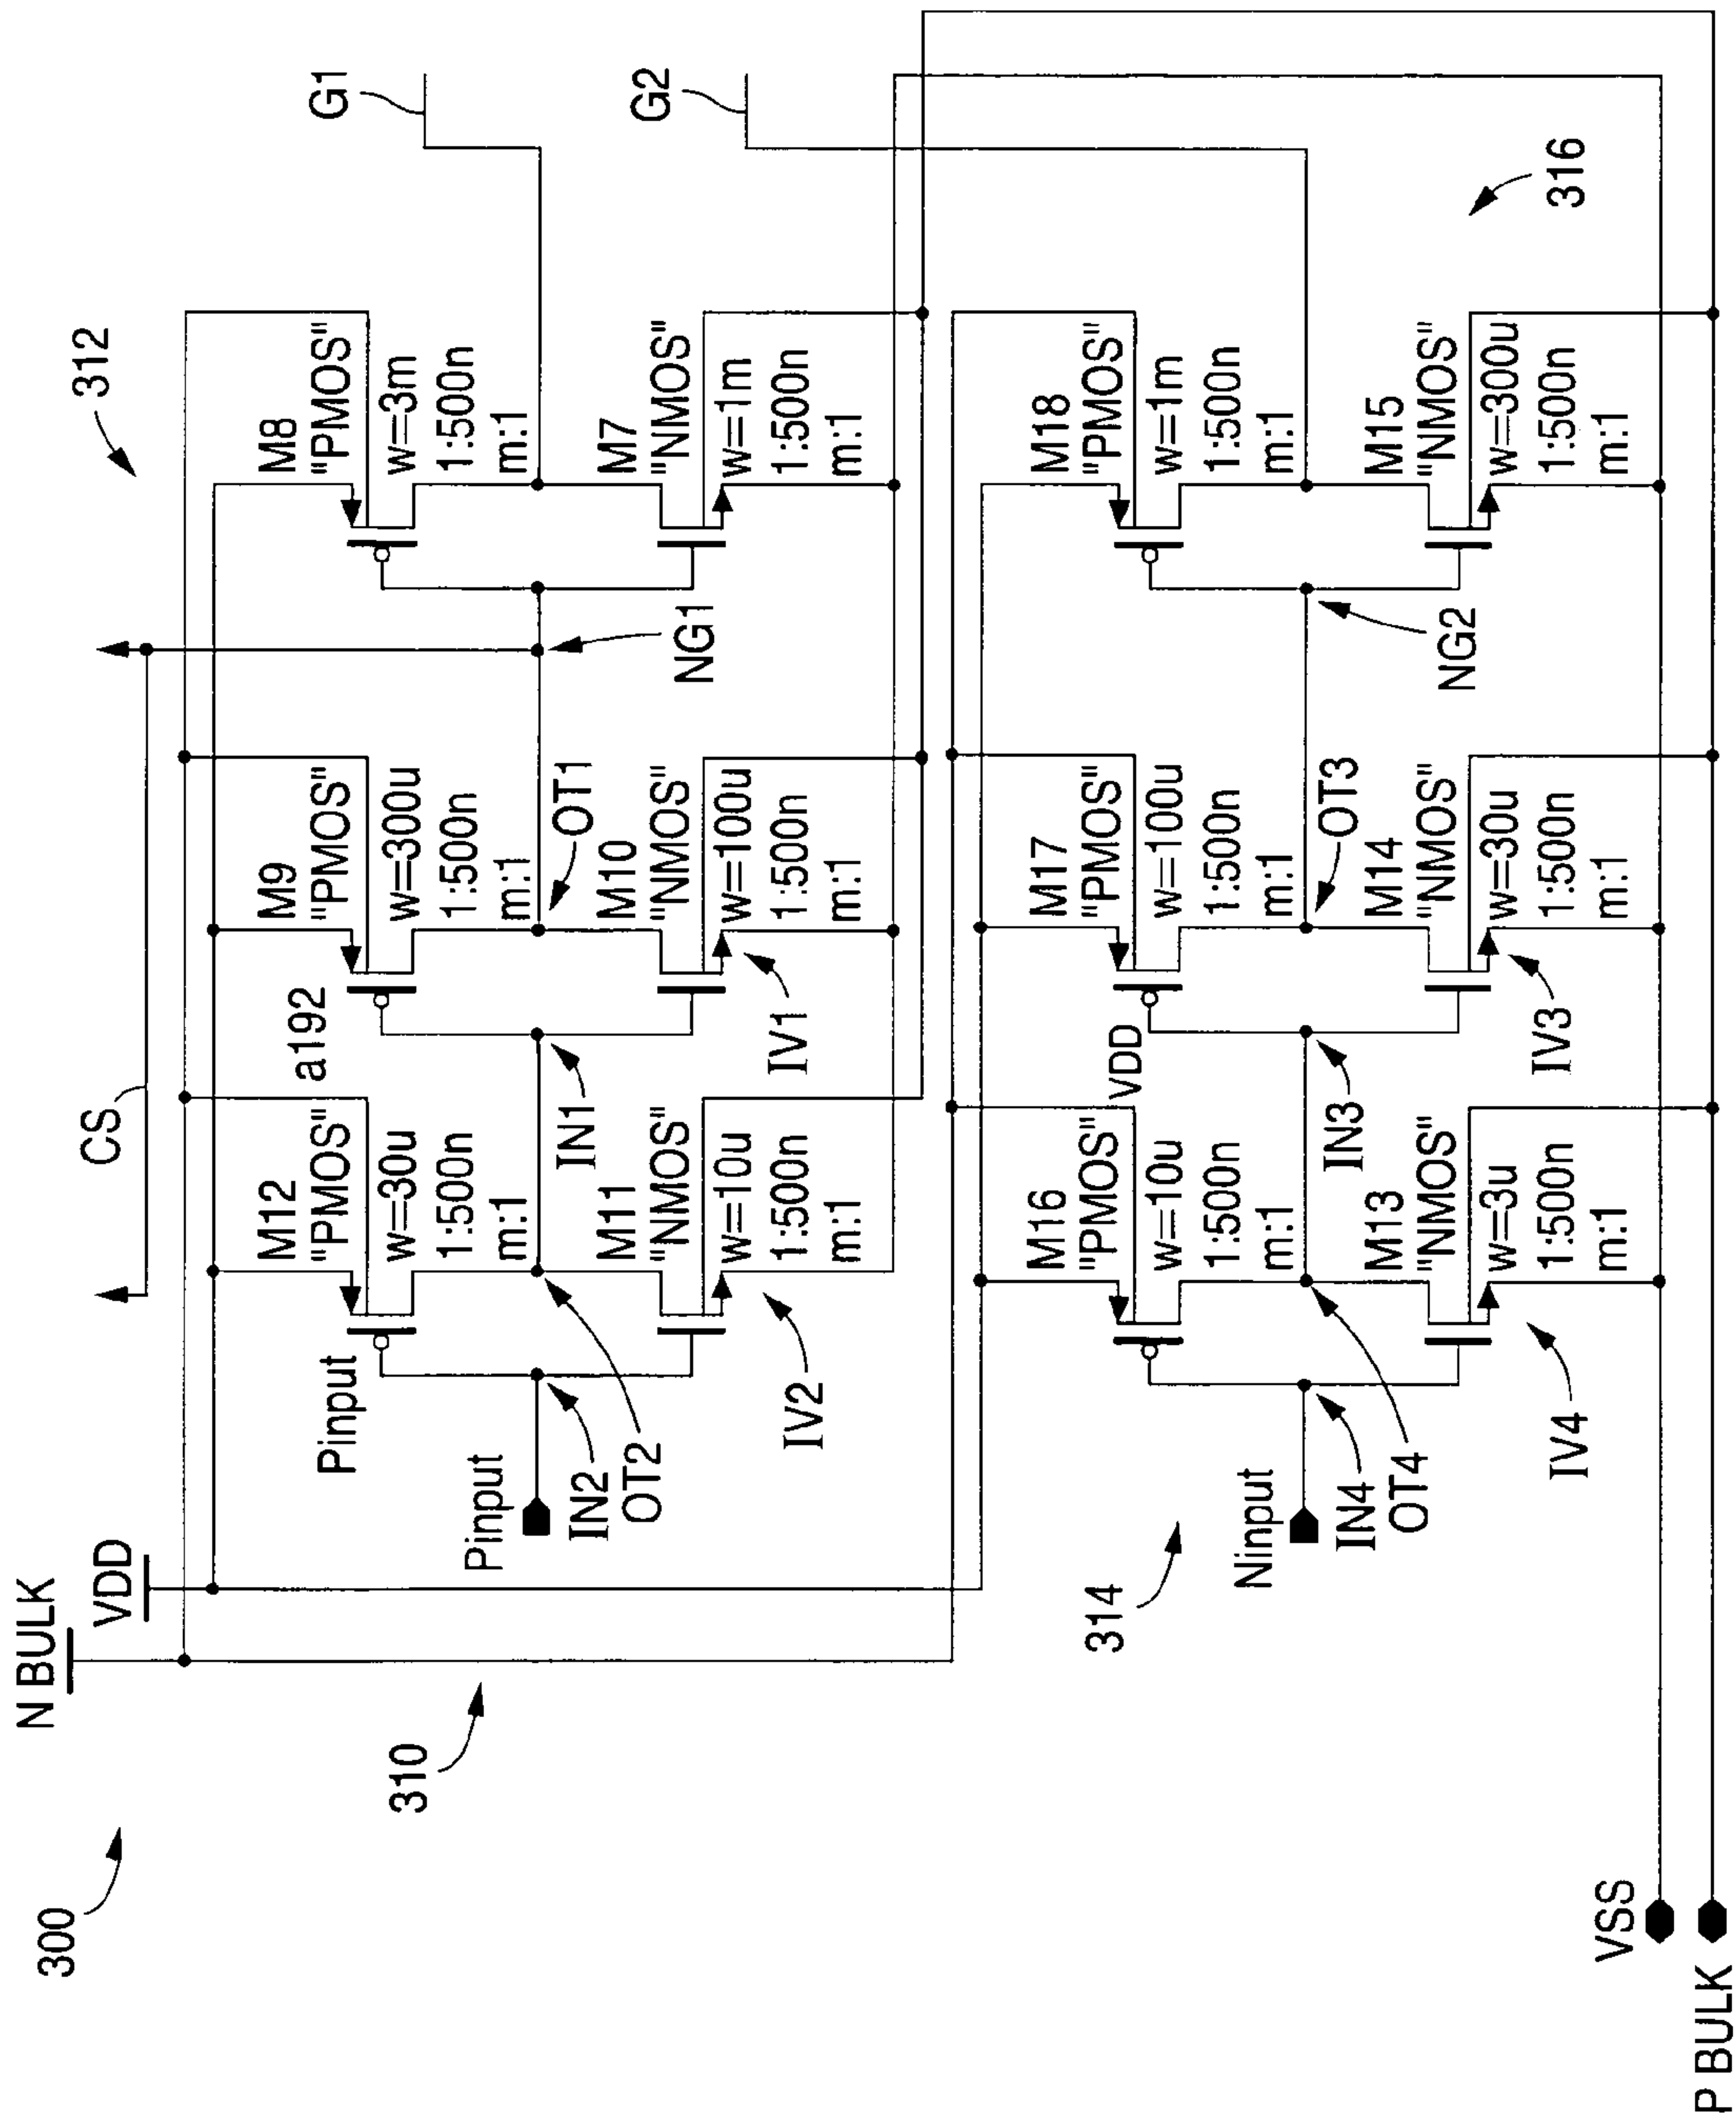 300
N BULK
VDD
CS
312
310
Pinput
Pinput
IN2
OT2
IV2
M12
"PMOS"
w=30u
1:500n
m:1
M11
"NMOS"
w=10u
1:500n
m:1
a192
IN1
IV1
M9
"PMOS"
w=300u
1:500n
m:1
OT1
M10
"NMOS"
w=100u
1:500n
m:1
NG1
M8
"PMOS"
w=3m
1:500n
m:1
M7
"NMOS"
w=1m
1:500n
m:1
G1
G2
314
Ninput
IN4
OT4
IV4
M16
"PMOS"
w=10u
1:500n
m:1
M13
"NMOS"
w=3u
1:500n
m:1
VDD
IN3
IV3
M17
"PMOS"
w=100u
1:500n
m:1
OT3
M14
"NMOS"
w=30u
1:500n
m:1
NG2
M18
"PMOS"
w=1m
1:500n
m:1
M15
"NMOS"
w=300u
1:500n
m:1
316
VSS
P BULK